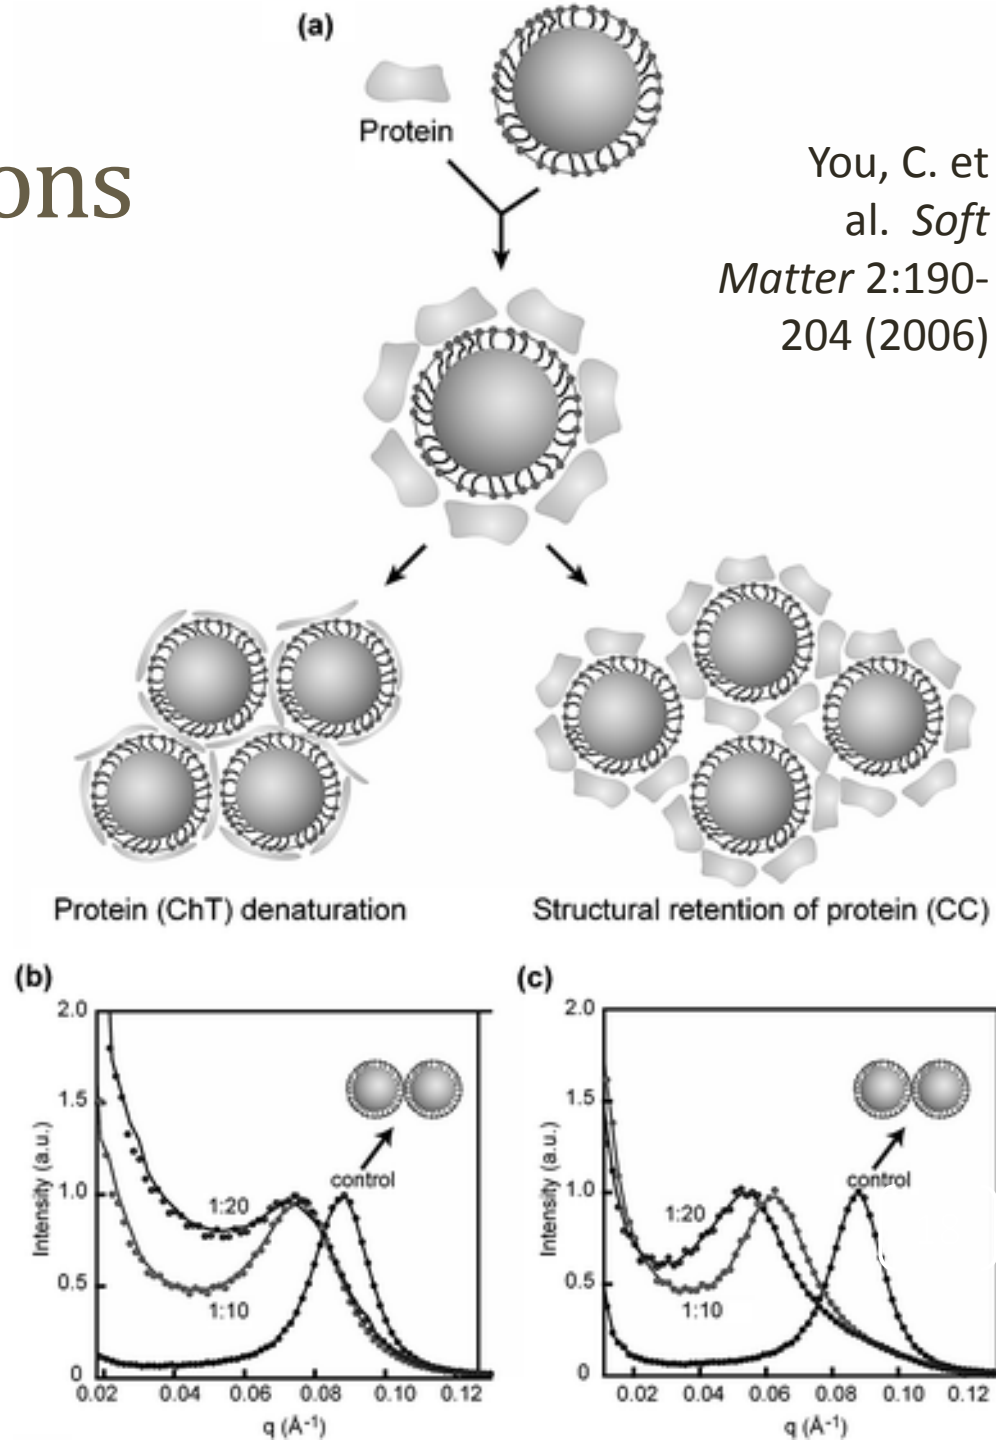 (a)
Protein
ons
You, C. et
al. Soft
Matter 2:190-
204 (2006)
Protein (ChT) denaturation
Structural retention of protein (CC)
(b)
2.0
1.5
1.0
0.5
0
Intensity (a.u.)
1:20
1:10
control
0.02 0.04 0.06 0.08 0.10 0.12
q (Å⁻¹)
(c)
2.0
1.5
1.0
0.5
0
Intensity (a.u.)
1:20
1:10
control
0.02 0.04 0.06 0.08 0.10 0.12
q (Å⁻¹)